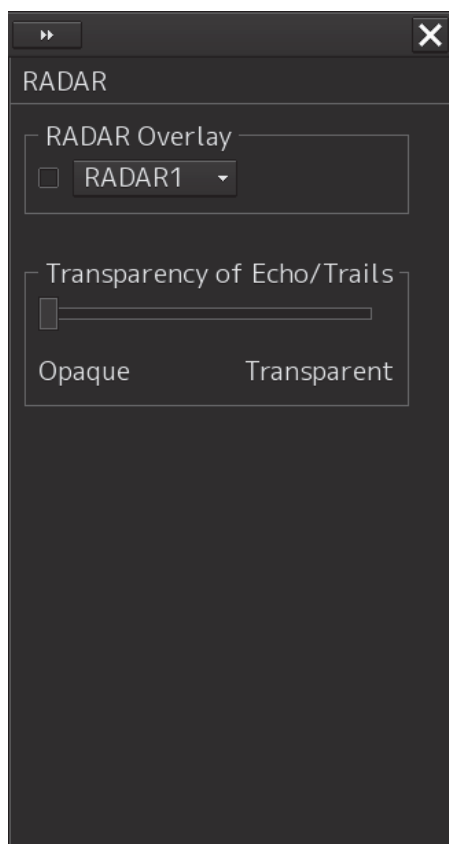 RADAR
RADAR Overlay
RADAR1
Transparency of Echo/Trails
Opaque Transparent